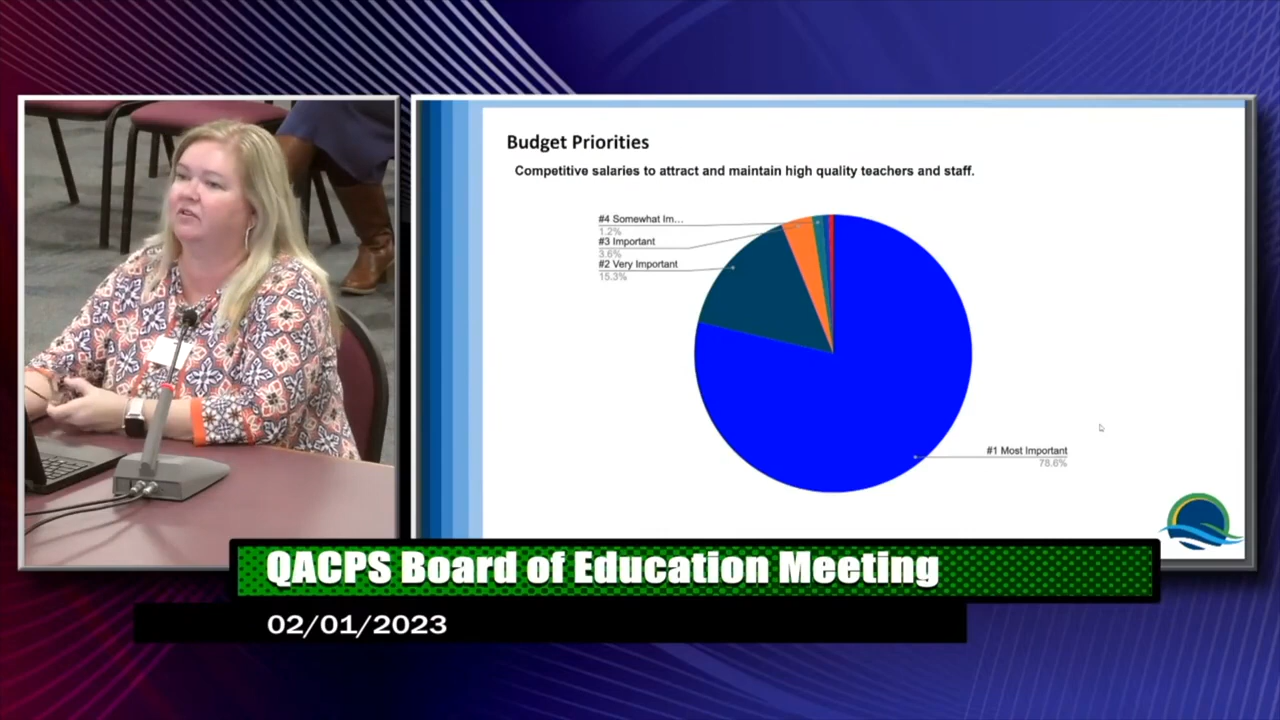 Budget Priorities
Competitive salaries to attract and maintain high quality teachers and staff.
#4 Somewhat Im...
1.2%
#3 Important
3.6%
#2 Very Important
15.3%
#1 Most Important
78.6%
QACPS Board of Education Meeting
02/01/2023